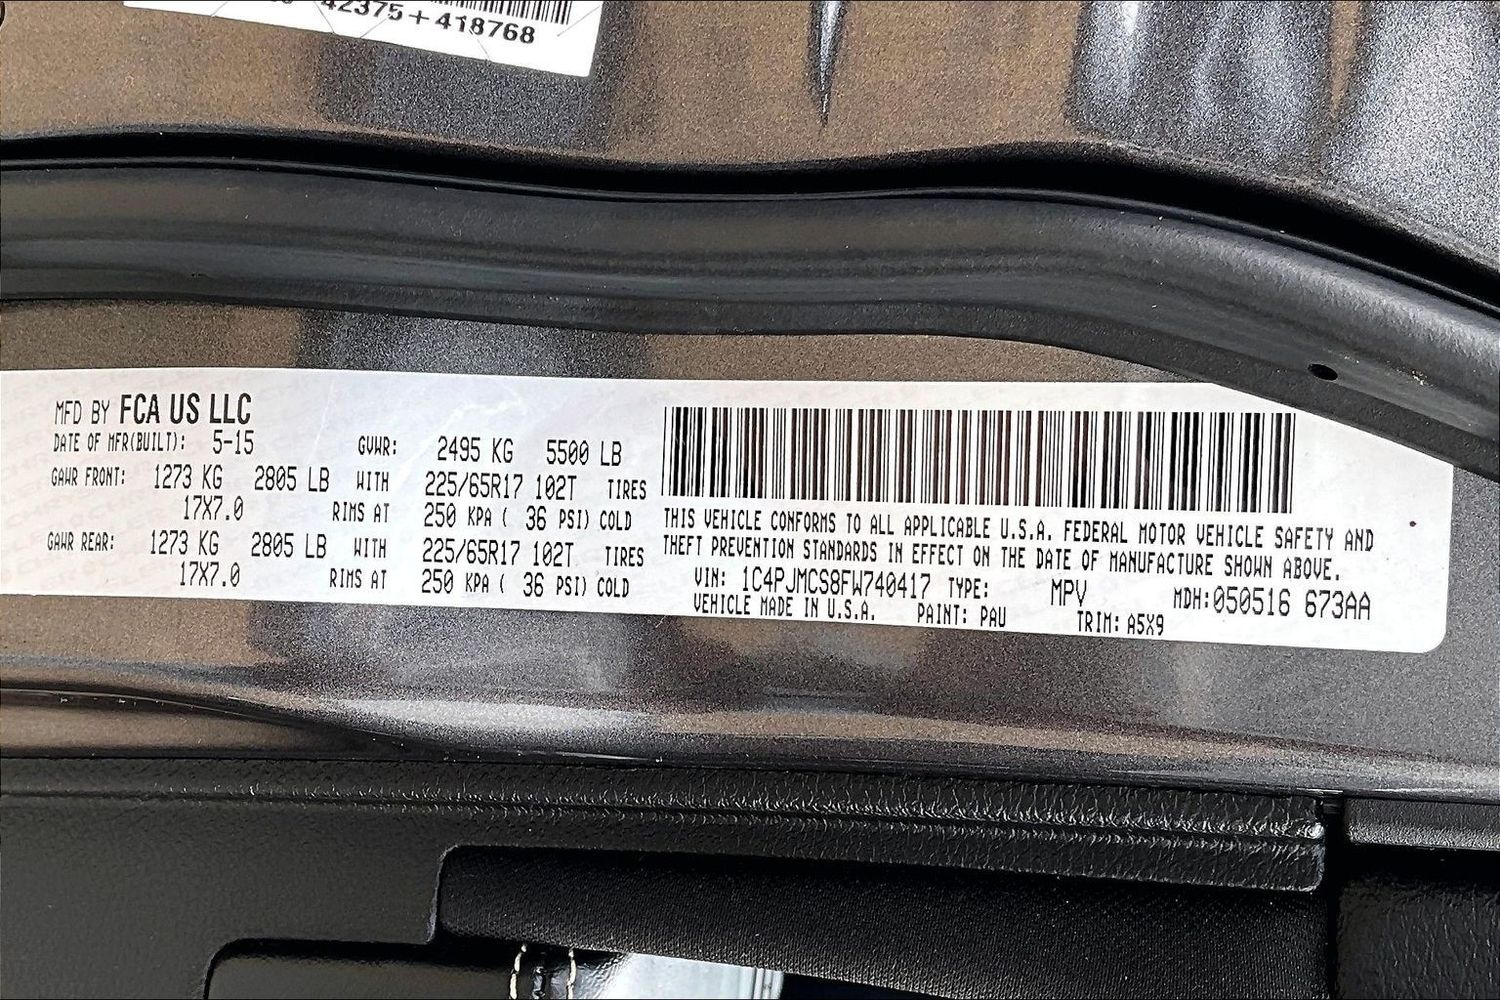 42375+418768
MFD BY FCA US LLC
DATE OF MFR(BUILT): 5-15 GVWR: 2495 KG 5500 LB
GAWR FRONT: 1273 KG 2805 LB WITH 225/65R17 102T TIRES
17X7.0 RIMS AT 250 KPA ( 36 PSI) COLD
GAWR REAR: 1273 KG 2805 LB WITH 225/65R17 102T TIRES
17X7.0 RIMS AT 250 KPA ( 36 PSI) COLD
THIS VEHICLE CONFORMS TO ALL APPLICABLE U.S.A. FEDERAL MOTOR VEHICLE SAFETY AND
THEFT PREVENTION STANDARDS IN EFFECT ON THE DATE OF MANUFACTURE SHOWN ABOVE.
VIN: 1C4PJMCS8FW740417 TYPE: MPV MDH:050516 673AA
VEHICLE MADE IN U.S.A. PAINT: PAU TRIM: A5X9